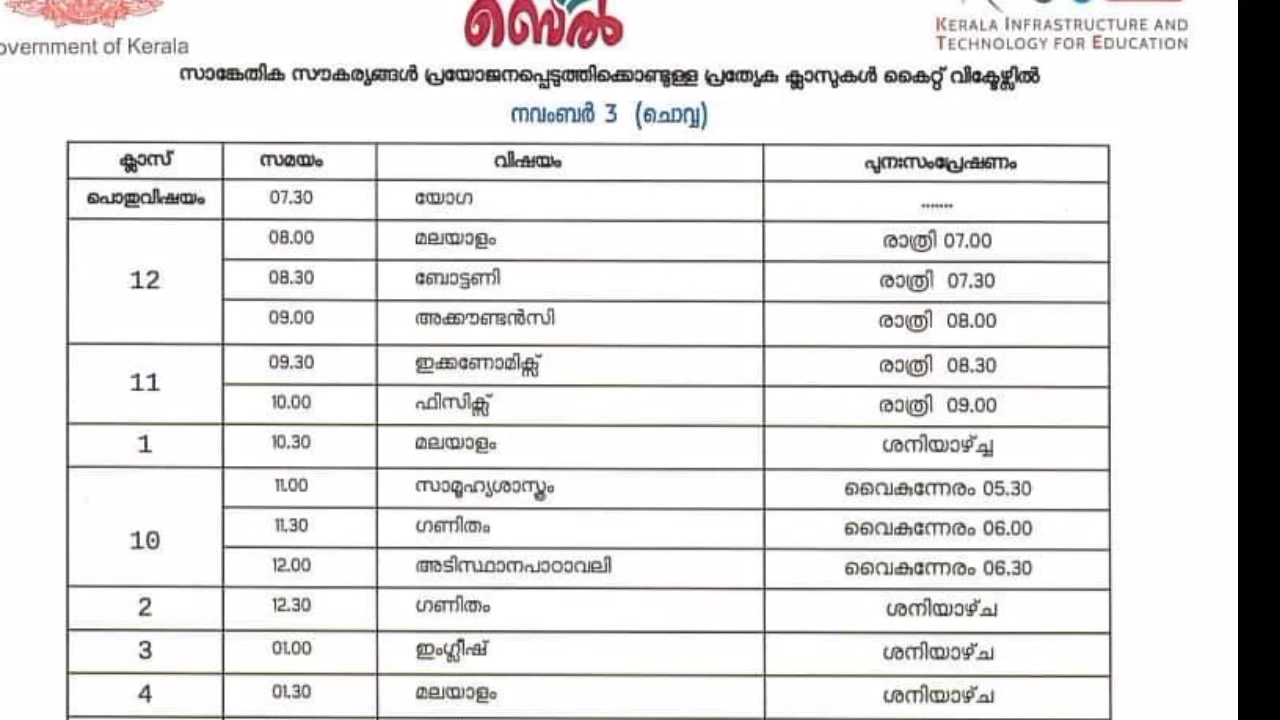 overnment of Kerala
ബെൽ
KERALA INFRASTRUCTURE AND
TECHNOLOGY FOR EDUCATION
സാങ്കേതിക സൗകര്യങ്ങൾ പ്രയോജനപ്പെടുത്തിക്കൊണ്ടുള്ള പ്രത്യേക ക്ലാസുകൾ കൈറ്റ് വിക്ടേഴ്സിൽ
നവംബർ 3 (ചൊവ്വ)
ക്ലാസ് സമയം വിഷയം പുനഃസംപ്രേഷണം
പൊതുവിഷയം 07.30 യോഗ .......
12 08.00 മലയാളം രാത്രി 07.00
08.30 ബോട്ടണി രാത്രി 07.30
09.00 അക്കൗണ്ടൻസി രാത്രി 08.00
11 09.30 ഇക്കണോമിക്സ് രാത്രി 08.30
10.00 ഫിസിക്സ് രാത്രി 09.00
1 10.30 മലയാളം ശനിയാഴ്ച്ച
10 11.00 സാമൂഹ്യശാസ്ത്രം വൈകുന്നേരം 05.30
11.30 ഗണിതം വൈകുന്നേരം 06.00
12.00 അടിസ്ഥാനപാഠാവലി വൈകുന്നേരം 06.30
2 12.30 ഗണിതം ശനിയാഴ്ച
3 01.00 ഇംഗ്ലീഷ് ശനിയാഴ്ച
4 01.30 മലയാളം ശനിയാഴ്ച